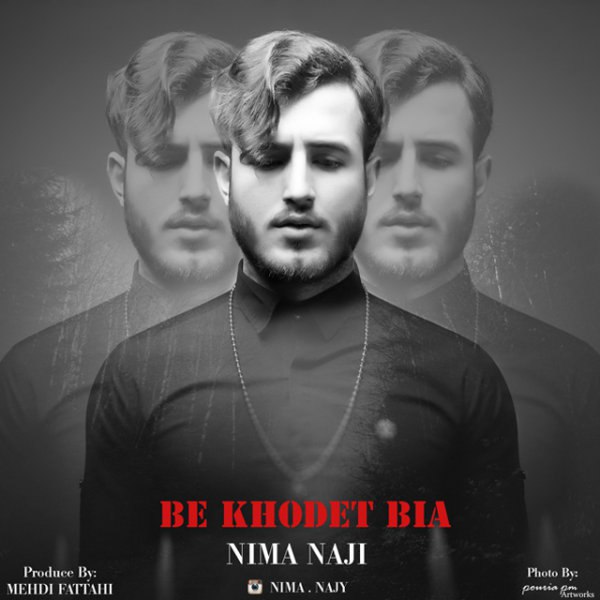 BE KHODET BIA
NIMA NAJI
Produce By:
MEHDI FATTAHI
NIMA . NAJY
Photo By:
pouria pm
Artworks